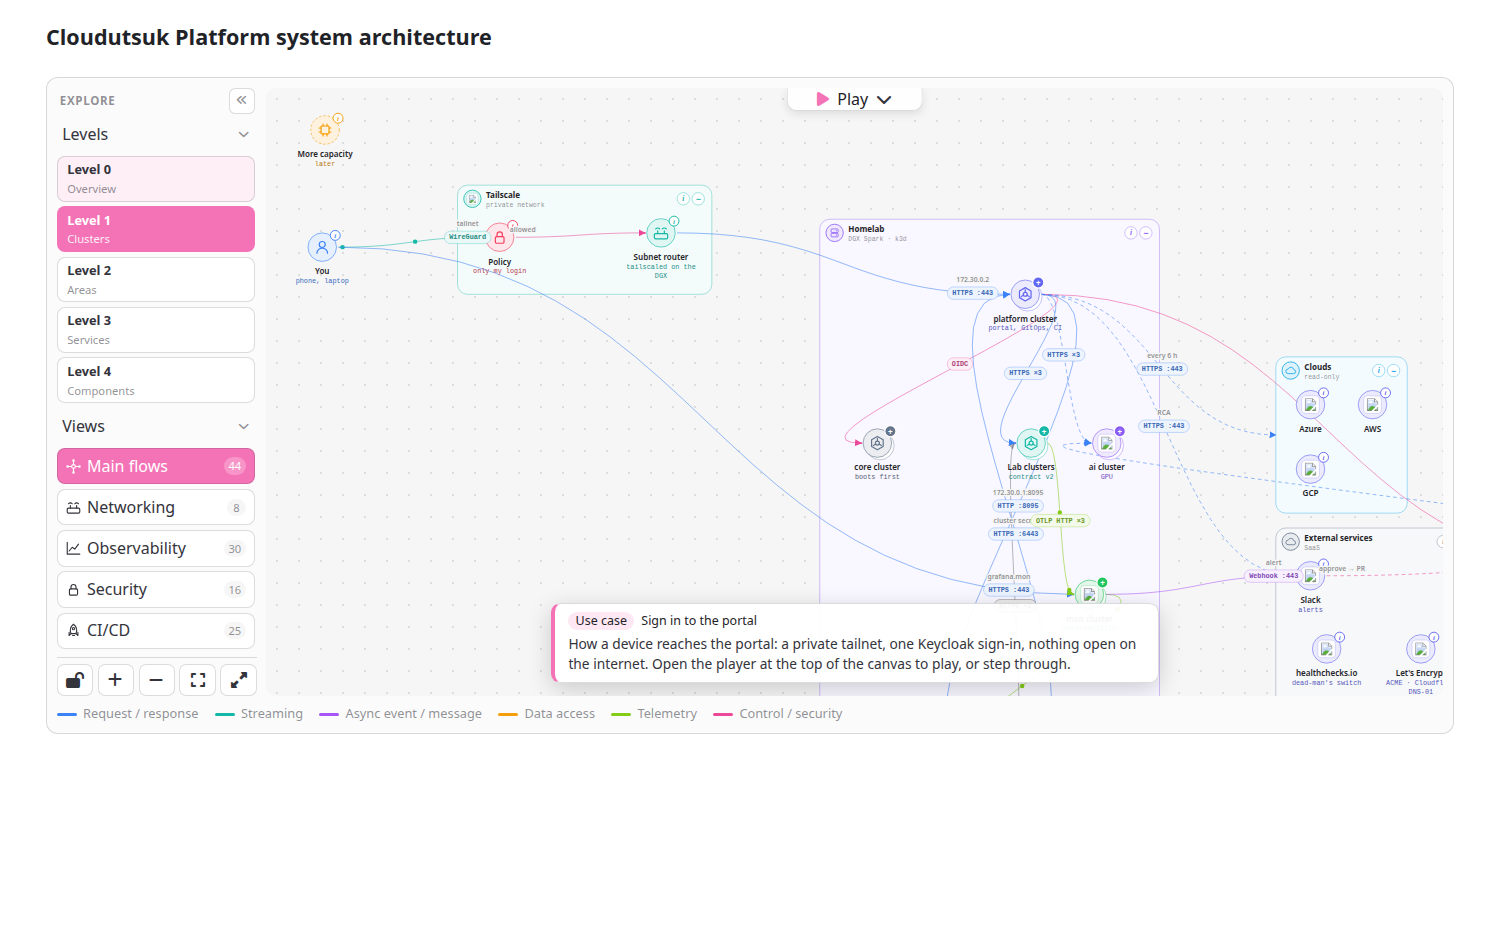 Cloudutsuk Platform system architecture
EXPLORE
Levels
Level 0
Overview
Level 1
Clusters
Level 2
Areas
Level 3
Services
Level 4
Components
Views
Main flows 44
Networking 8
Observability 30
Security 16
CI/CD 25
Play
More capacity
later
Tailscale
private network
tailnet
WireGuard
allowed
You
phone, laptop
Policy
only my login
Subnet router
tailscaled on the
DGX
Homelab
DGX Spark · k3d
172.30.0.2
HTTPS :443
platform cluster
portal, GitOps, CI
OIDC
HTTPS ×3
HTTPS ×3
every 6 h
HTTPS :443
RCA
HTTPS :443
core cluster
boots first
Lab clusters
contract v2
ai cluster
GPU
172.30.0.1:8095
HTTP :8095
cluster sec
OTLP HTTP ×3
HTTPS :6443
grafana.mon
HTTPS :443
Clouds
read-only
Azure
AWS
GCP
External services
SaaS
alert
Webhook :443
approve → PR
Slack
alerts
healthchecks.io
dead-man's switch
Let's Encryp
ACME · Cloudfl
DNS-01
Use case Sign in to the portal
How a device reaches the portal: a private tailnet, one Keycloak sign-in, nothing open on
the internet. Open the player at the top of the canvas to play, or step through.
Request / response
Streaming
Async event / message
Data access
Telemetry
Control / security